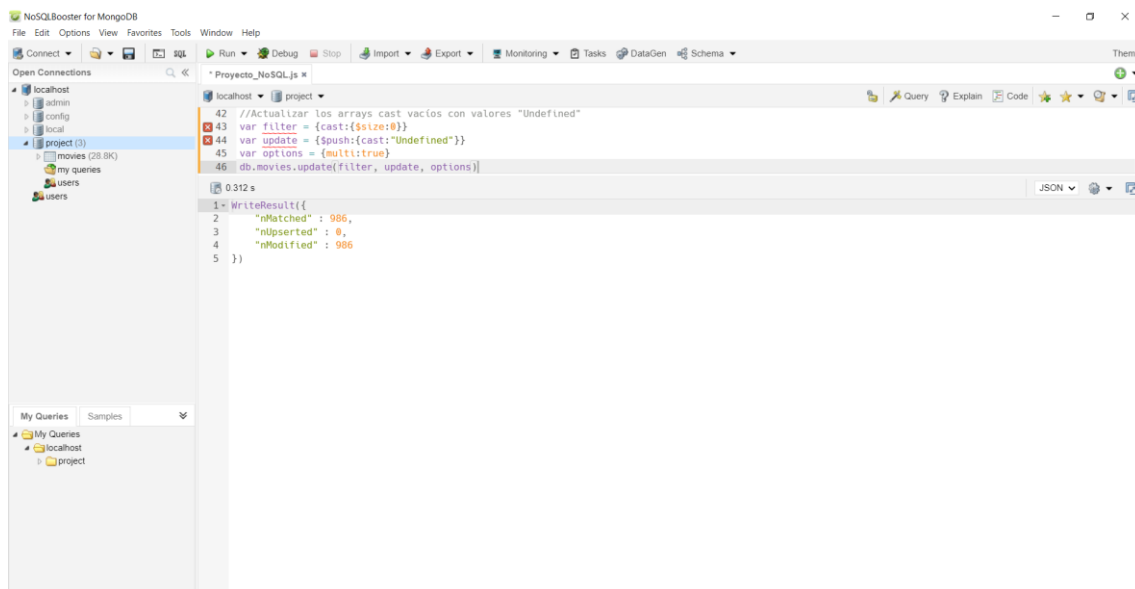 NoSQLBooster for MongoDB
File Edit Options View Favorites Tools Window Help
Connect Run Debug Stop Import Export Monitoring Tasks DataGen Schema Them
SQL
Open Connections
localhost
admin
config
local
project (3)
movies (28.8K)
my queries
users
users
* Proyecto_NoSQL.js
localhost project Query Explain Code
42 //Actualizar los arrays cast vacíos con valores "Undefined"
43 var filter = {cast:{$size:0}}
44 var update = {$push:{cast:"Undefined"}}
45 var options = {multi:true}
46 db.movies.update(filter, update, options)
0.312 s JSON
1 WriteResult({
2 "nMatched" : 986,
3 "nUpserted" : 0,
4 "nModified" : 986
5 })
My Queries Samples
My Queries
localhost
project